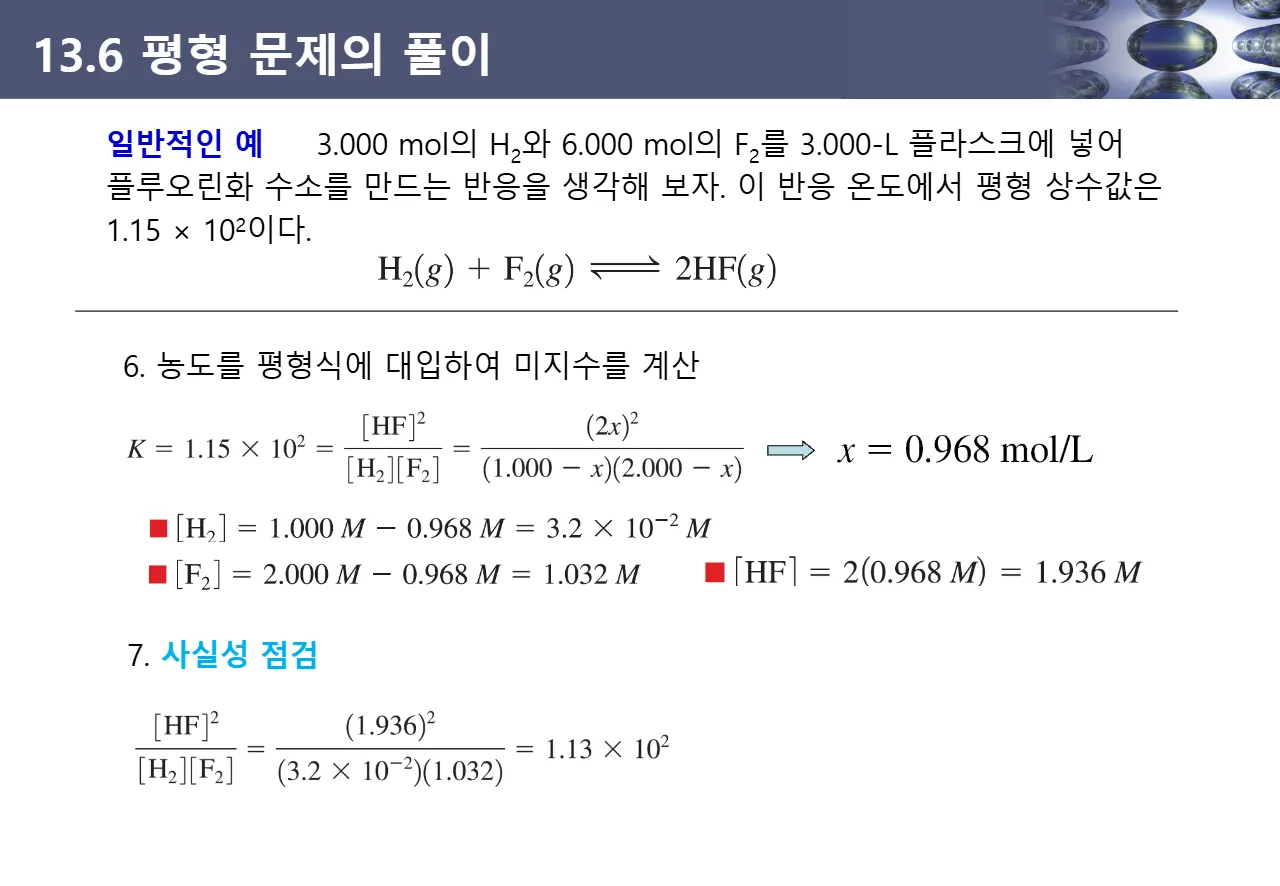 13.6 평형 문제의 풀이
일반적인 예 3.000 mol의 H₂와 6.000 mol의 F₂를 3.000-L 플라스크에 넣어
플루오린화 수소를 만드는 반응을 생각해 보자. 이 반응 온도에서 평형 상수값은
1.15 × 10²이다.
H₂(g) + F₂(g) ⇌ 2HF(g)
6. 농도를 평형식에 대입하여 미지수를 계산
K = 1.15 × 10² = [HF]² / [H₂][F₂] = (2x)² / (1.000 − x)(2.000 − x) ⇨ x = 0.968 mol/L
■ [H₂] = 1.000 M − 0.968 M = 3.2 × 10⁻² M
■ [F₂] = 2.000 M − 0.968 M = 1.032 M ■ [HF] = 2(0.968 M) = 1.936 M
7. 사실성 점검
[HF]² / [H₂][F₂] = (1.936)² / (3.2 × 10⁻²)(1.032) = 1.13 × 10²